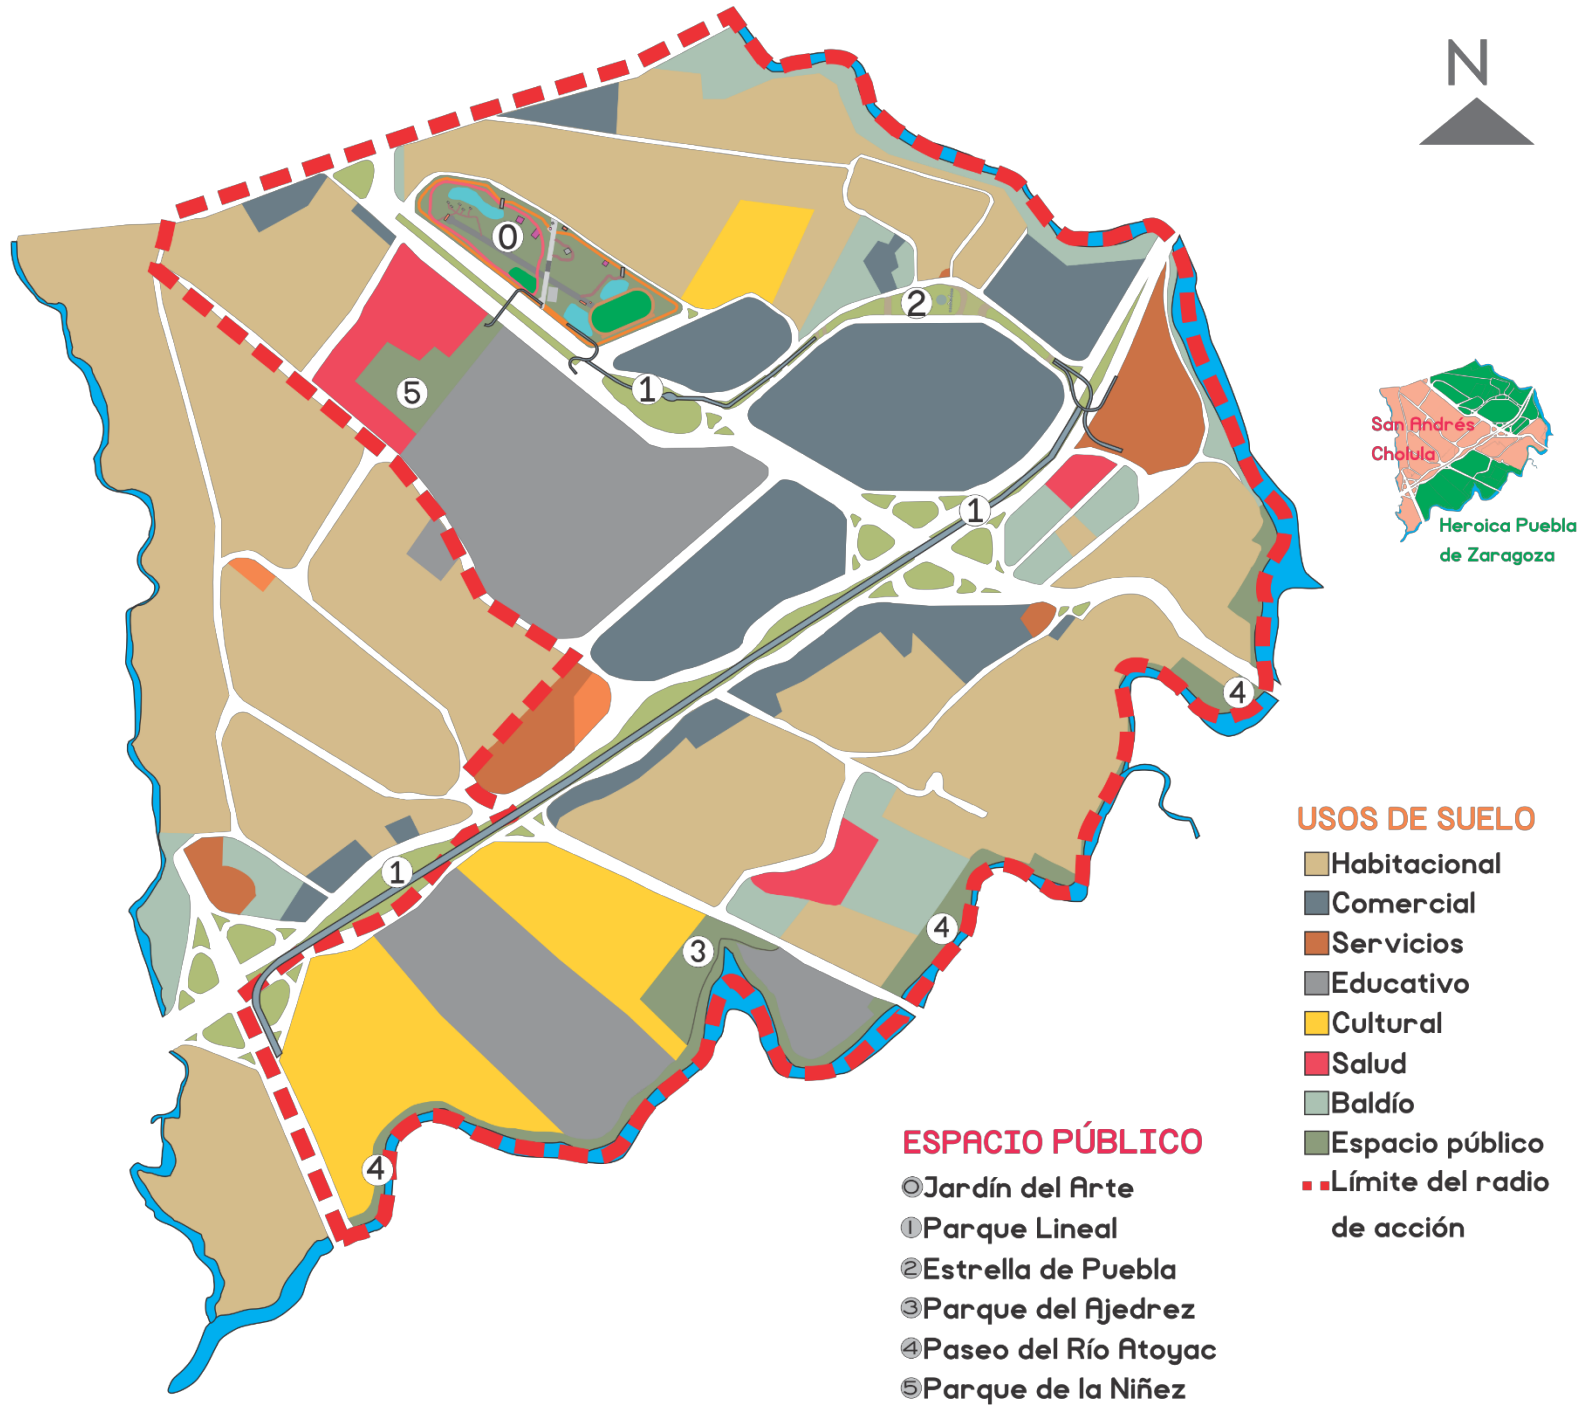 N
0
2
5
1
1
4
1
3
4
4
San Andrés
Cholula
Heroica Puebla
de Zaragoza
USOS DE SUELO
Habitacional
Comercial
Servicios
Educativo
Cultural
Salud
Baldío
Espacio público
Límite del radio
de acción
ESPACIO PÚBLICO
0 Jardín del Arte
1 Parque Lineal
2 Estrella de Puebla
3 Parque del Ajedrez
4 Paseo del Río Atoyac
5 Parque de la Niñez